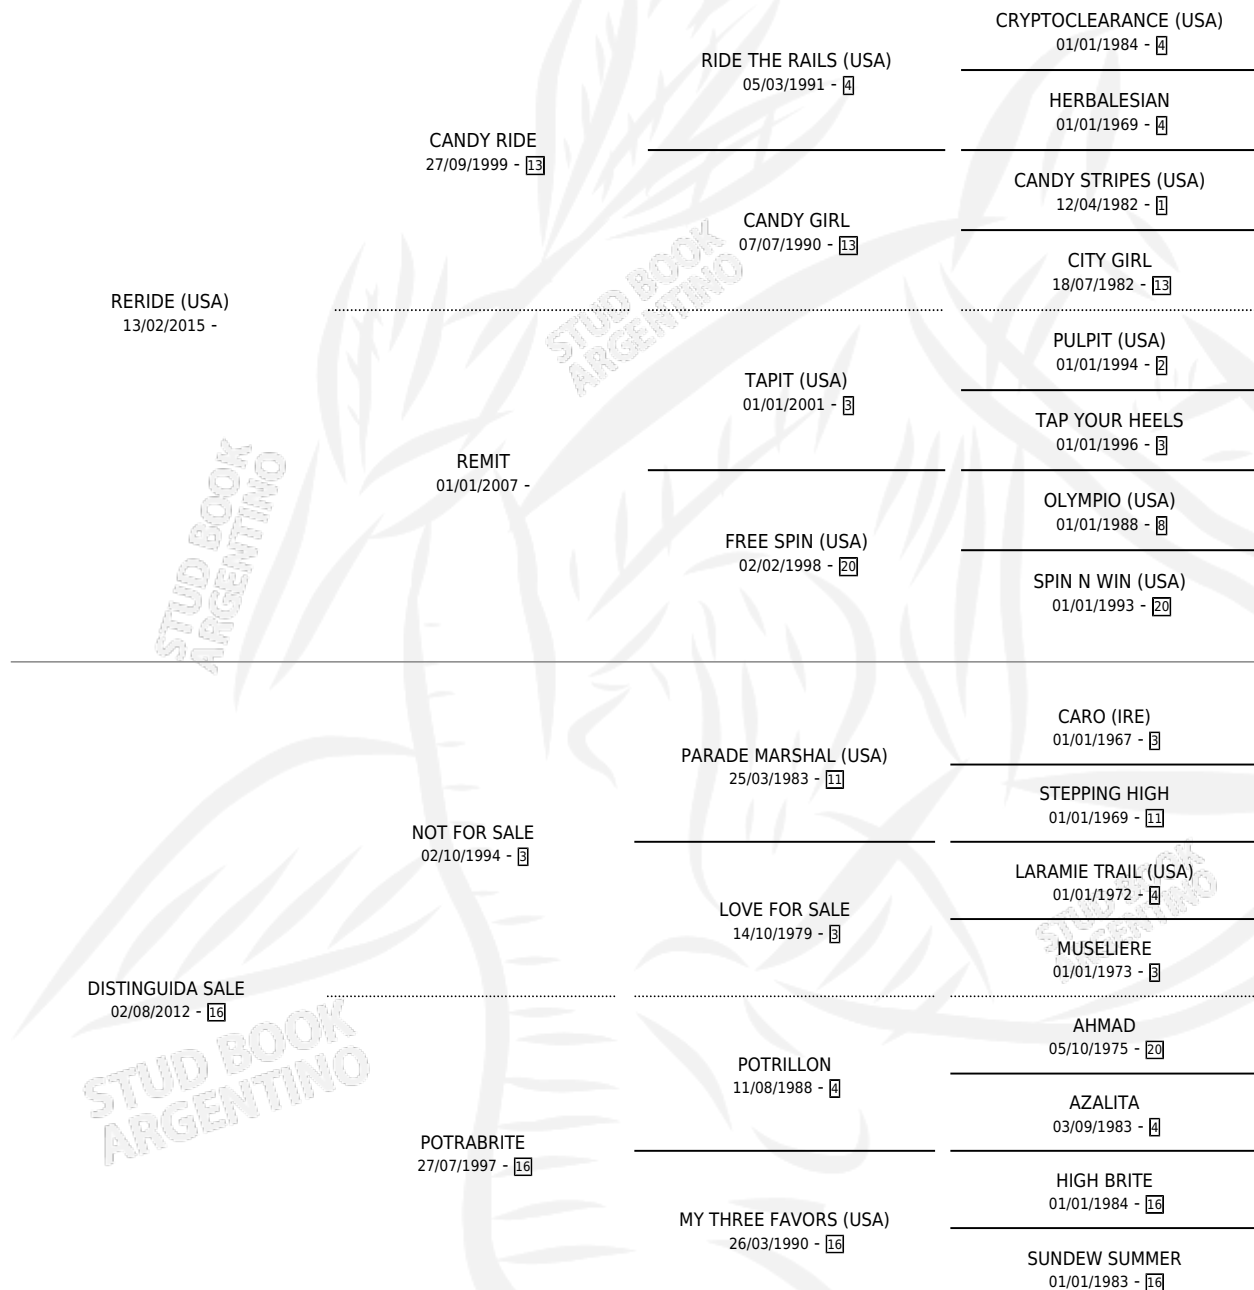 CRYPTOCLEARANCE (USA)
01/01/1984 - 4
RIDE THE RAILS (USA)
05/03/1991 - 4
HERBALESIAN
01/01/1969 - 4
CANDY RIDE
27/09/1999 - 13
CANDY STRIPES (USA)
12/04/1982 - 1
CANDY GIRL
07/07/1990 - 13
CITY GIRL
18/07/1982 - 13
RERIDE (USA)
13/02/2015 -
PULPIT (USA)
01/01/1994 - 2
TAPIT (USA)
01/01/2001 - 3
TAP YOUR HEELS
01/01/1996 - 3
REMIT
01/01/2007 -
OLYMPIO (USA)
01/01/1988 - 8
FREE SPIN (USA)
02/02/1998 - 20
SPIN N WIN (USA)
01/01/1993 - 20
CARO (IRE)
01/01/1967 - 3
PARADE MARSHAL (USA)
25/03/1983 - 11
STEPPING HIGH
01/01/1969 - 11
NOT FOR SALE
02/10/1994 - 3
LARAMIE TRAIL (USA)
01/01/1972 - 4
LOVE FOR SALE
14/10/1979 - 3
MUSELIERE
01/01/1973 - 3
DISTINGUIDA SALE
02/08/2012 - 16
AHMAD
05/10/1975 - 20
POTRILLON
11/08/1988 - 4
AZALITA
03/09/1983 - 4
POTRABRITE
27/07/1997 - 16
HIGH BRITE
01/01/1984 - 16
MY THREE FAVORS (USA)
26/03/1990 - 16
SUNDEW SUMMER
01/01/1983 - 16
STUD BOOK
ARGENTINO
STUD BOOK
ARGENTINO
STUD BOOK
ARGENTINO
STUD BOOK
ARGENTINO